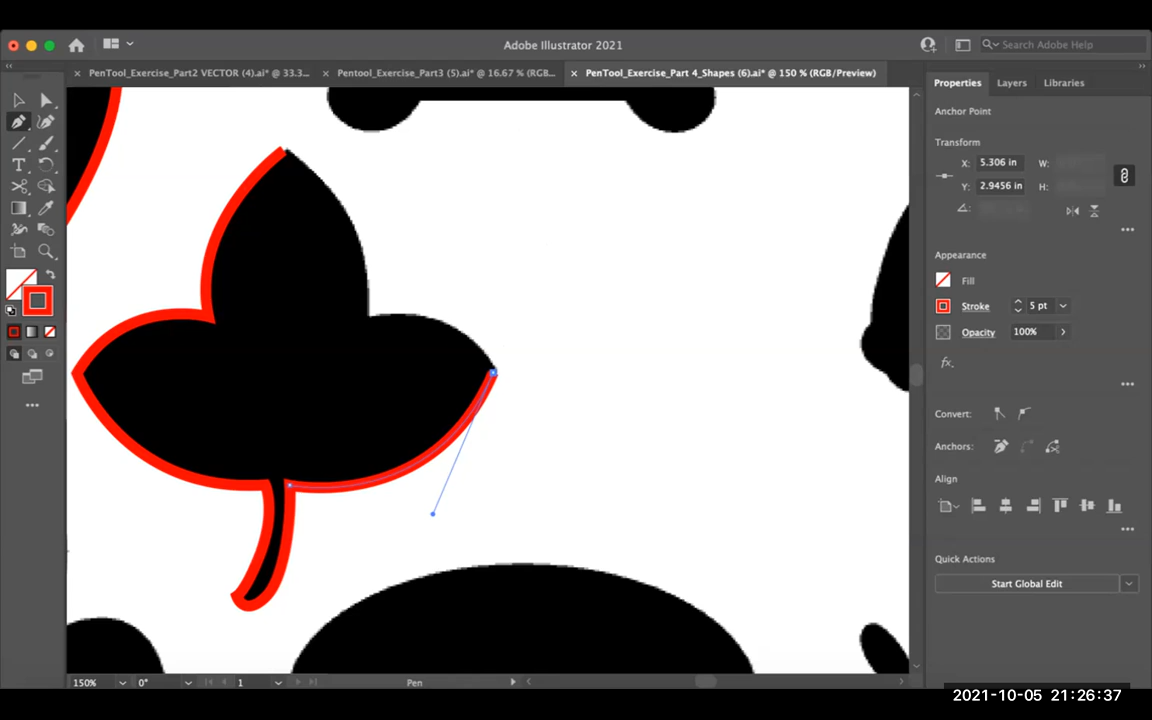 Adobe Illustrator 2021
Search Adobe Help
PenTool_Exercise_Part2 VECTOR (4).ai* @ 33.3...
PenTool_Exercise_Part3 (5).ai* @ 16.67 % (RGB...
PenTool_Exercise_Part 4_Shapes (6).ai* @ 150 % (RGB/Preview)
Properties
Layers
Libraries
Anchor Point
Transform
X: 5.306 in
W:
Y: 2.9456 in
H:
Appearance
Fill
Stroke
5 pt
Opacity
100%
fx.
Convert:
Anchors:
Align
Quick Actions
Start Global Edit
150%
0°
1
Pen
2021-10-05 21:26:37